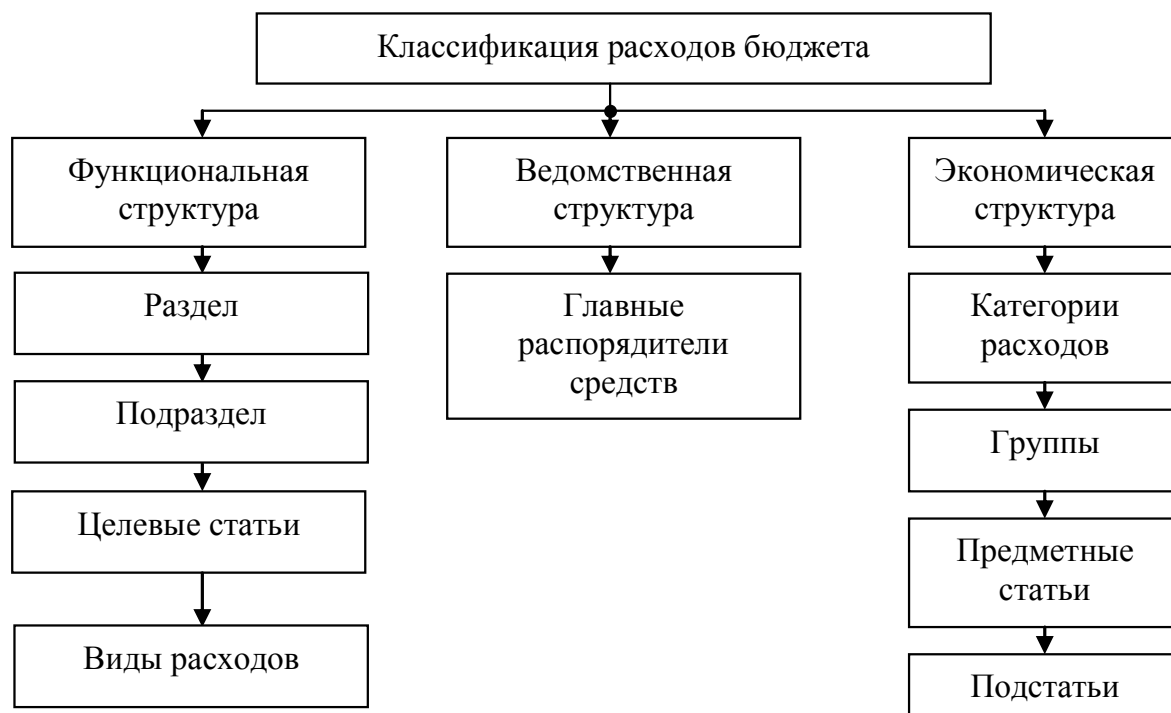 Классификация расходов бюджета
Функциональная
структура
Раздел
Подраздел
Целевые статьи
Виды расходов
Ведомственная
структура
Главные
распорядители
средств
Экономическая
структура
Категории
расходов
Группы
Предметные
статьи
Подстатьи